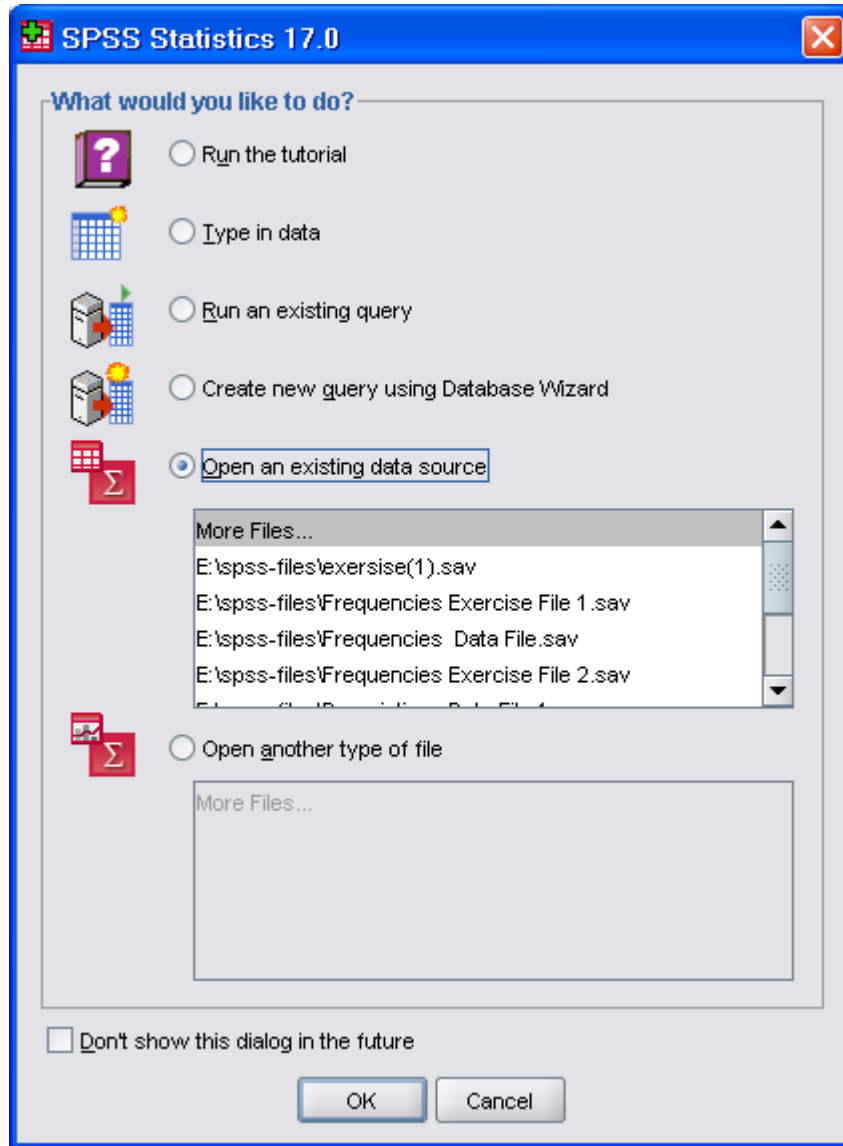 SPSS Statistics 17.0
What would you like to do?
?
Run the tutorial
Type in data
Run an existing query
Create new query using Database Wizard
Open an existing data source
Σ
More Files...
E:\spss-files\exersise(1).sav
E:\spss-files\Frequencies Exercise File 1.sav
E:\spss-files\Frequencies  Data File.sav
E:\spss-files\Frequencies Exercise File 2.sav
Open another type of file
Σ
More Files...
Don't show this dialog in the future
OK
Cancel